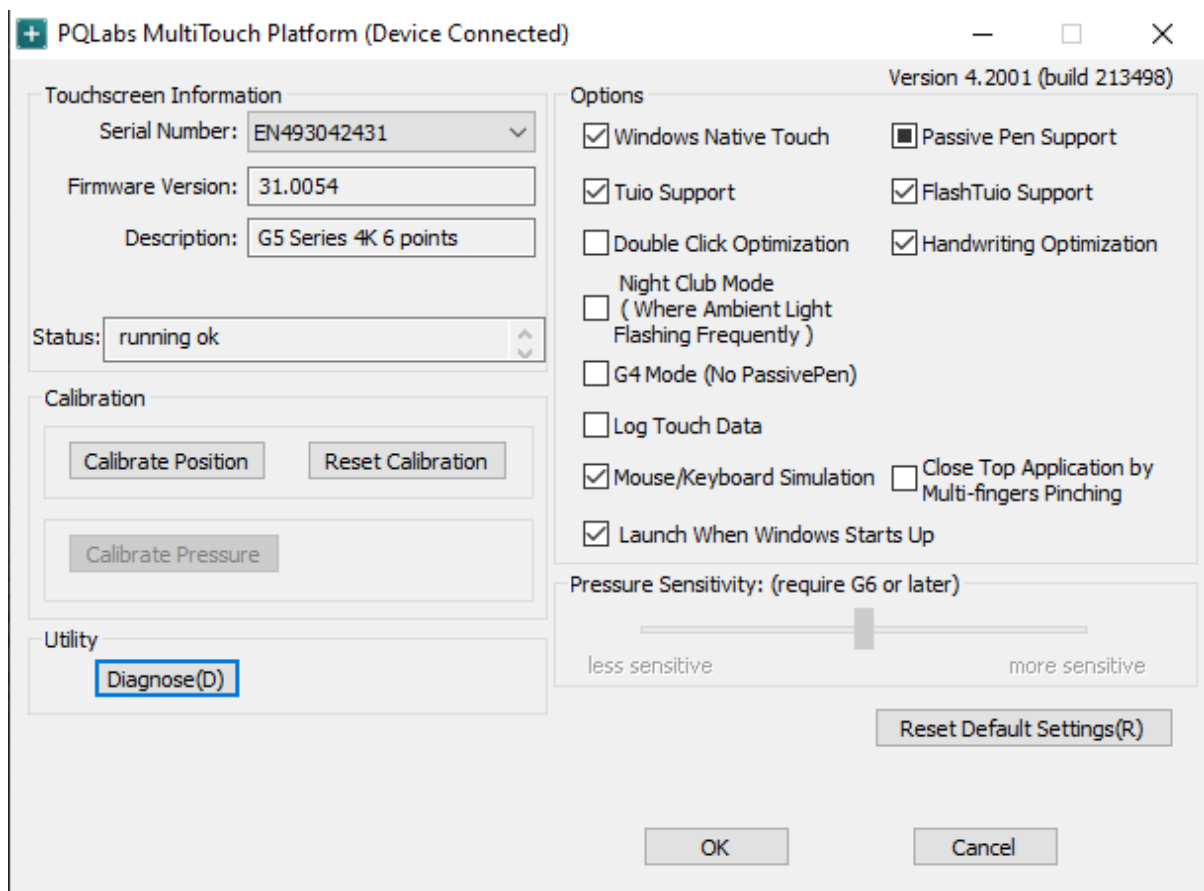 PQLabs MultiTouch Platform (Device Connected)
Version 4.2001 (build 213498)
Touchscreen Information
Serial Number: EN493042431
Firmware Version: 31.0054
Description: G5 Series 4K 6 points
Status: running ok
Calibration
Calibrate Position Reset Calibration
Calibrate Pressure
Utility
Diagnose(D)
Options
Windows Native Touch Passive Pen Support
Tuio Support FlashTuio Support
Double Click Optimization Handwriting Optimization
Night Club Mode
( Where Ambient Light
Flashing Frequently )
G4 Mode (No PassivePen)
Log Touch Data
Mouse/Keyboard Simulation Close Top Application by
Multi-fingers Pinching
Launch When Windows Starts Up
Pressure Sensitivity: (require G6 or later)
less sensitive more sensitive
Reset Default Settings(R)
OK Cancel